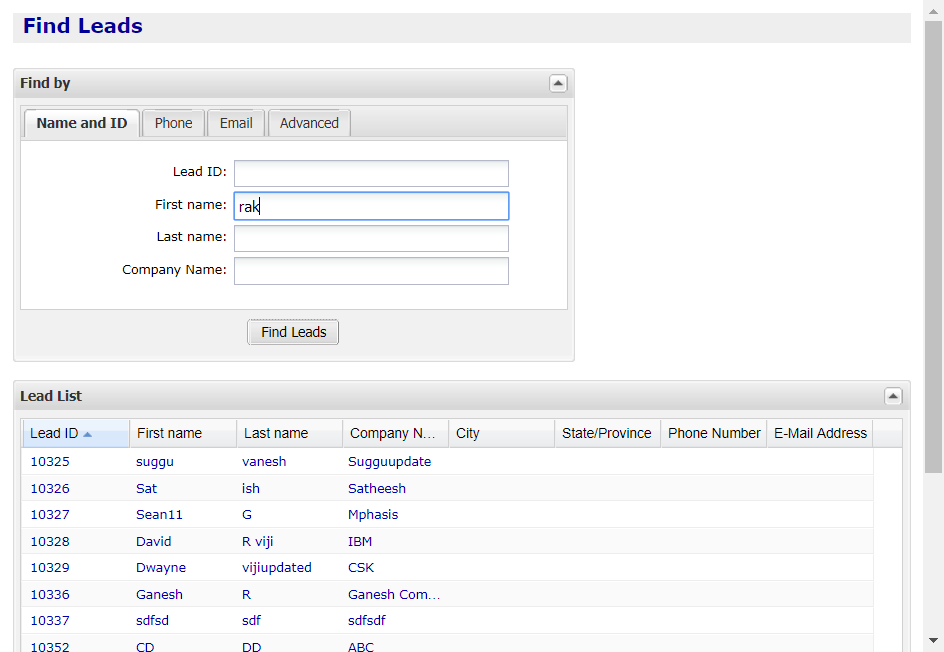 Find Leads
Find by
Name and ID Phone Email Advanced
Lead ID:
First name: rak
Last name:
Company Name:
Find Leads
Lead List
Lead ID First name Last name Company N... City State/Province Phone Number E-Mail Address
10325 suggu vanesh Sugguupdate
10326 Sat ish Satheesh
10327 Sean11 G Mphasis
10328 David R viji IBM
10329 Dwayne vijiupdated CSK
10336 Ganesh R Ganesh Com...
10337 sdfsd sdf sdfsdf
10352 CD DD ABC